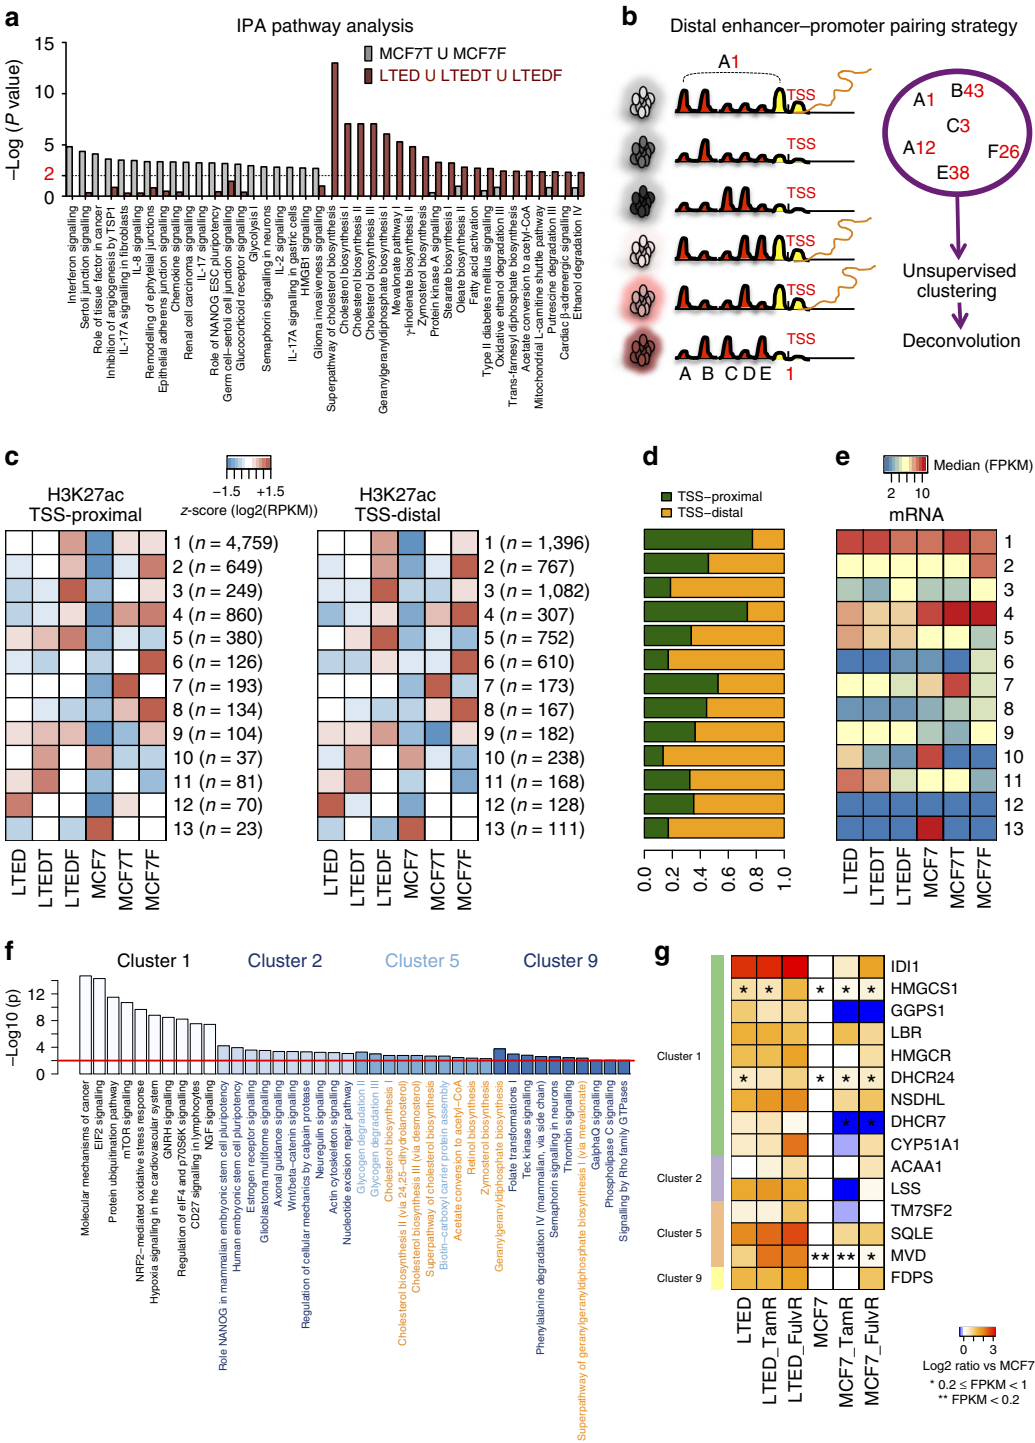 a
IPA pathway analysis
15
10
5
2
0
–Log (P value)
MCF7T U MCF7F
LTED U LTEDT U LTEDF
Interferon signaling
Sertoli junction signaling
Role of tissue factor in cancer
Inhibition of angiogenesis by TSP1
IL-17A signalling in fibroblasts
IL-8 signalling
Remodelling of ephytelial junctions
Epithelial adherens junction signaling
Chemokine signaling
Renal cell carcinoma signaling
IL-17 signaling
Role of NANOG ESC pluripotency
Germ cell–sertoli cell junction signaling
Glucocorticoid receptor signaling
Glycolysis I
Semaphorin signalling in neurons
IL-2 signalling
IL-17A signaling in gastric cells
HMGB1 signaling
Glioma invasiveness signaling
Superpathway of cholesterol biosynthesis
Cholesterol biosynthesis I
Cholesterol biosynthesis II
Cholesterol biosynthesis III
Geranylgeranyldiphosphate biosynthesis I
Mevalonate pathway I
γ-linolenate biosynthesis
Zymosterol biosynthesis
Protein kinase A signaling
Stearate biosynthesis I
Oleate biosynthesis II
Fatty acid activation
Type II diabetes mellitus signaling
Oxidative ethanol degradation III
Trans-farnesyl diphosphate biosynthesis
Acetate conversion to acetyl-CoA
Mitochondrial L-carnitine shuttle pathway
Putrescine degradation III
Cardiac β-adrenergic signaling
Ethanol degradation IV
b
Distal enhancer–promoter pairing strategy
A1
TSS
TSS
TSS
TSS
TSS
TSS
A B C D E 1
A1
B43
C3
A12
F26
E38
Unsupervised
clustering
Deconvolution
c
–1.5 +1.5
z-score (log2(RPKM))
H3K27ac
TSS-proximal
1 (n = 4,759)
2 (n = 649)
3 (n = 249)
4 (n = 860)
5 (n = 380)
6 (n = 126)
7 (n = 193)
8 (n = 134)
9 (n = 104)
10 (n = 37)
11 (n = 81)
12 (n = 70)
13 (n = 23)
LTED
LTEDT
LTEDF
MCF7
MCF7T
MCF7F
H3K27ac
TSS-distal
1 (n = 1,396)
2 (n = 767)
3 (n = 1,082)
4 (n = 307)
5 (n = 752)
6 (n = 610)
7 (n = 173)
8 (n = 167)
9 (n = 182)
10 (n = 238)
11 (n = 168)
12 (n = 128)
13 (n = 111)
LTED
LTEDT
LTEDF
MCF7
MCF7T
MCF7F
d
TSS–proximal
TSS–distal
0.0
0.2
0.4
0.6
0.8
1.0
e
Median (FPKM)
2 10
mRNA
1
2
3
4
5
6
7
8
9
10
11
12
13
LTED
LTEDT
LTEDF
MCF7
MCF7T
MCF7F
f
Cluster 1
Cluster 2
Cluster 5
Cluster 9
–Log10 (p)
12
8
4
0
Molecular mechanisms of cancer
EIF2 signaling
Protein ubiquitination pathway
mTOR signaling
NRF2–mediated oxidative stress response
Hypoxia signalling in the cardiovascular system
GNRH signalling
Regulation of eIF4 and p70S6K signalling
CD27 signaling in lymphocytes
NGF signalling
Role NANOG in mammalian embryonic stem cell pluripotency
Human embryonic stem cell pluripotency
Estrogen receptor signalling
Glioblastoma multiforme signalling
Axonal guidance signalling
Wnt/beta–catenin signalling
Regulation of cellular mechanics by calpain protease
Neuregulin signalling
Actin cytoskeleton signalling
Nucleotide excision repair pathway
Glycogen degradation II
Glycogen degradation III
Cholesterol biosynthesis I
Cholesterol biosynthesis II (via 24,25–dihydrolanosterol)
Cholesterol biosynthesis III (via desmosterol)
Superpathway of cholesterol biosynthesis
Biotin–carboxyl carrier protein assembly
Acetate conversion to acetyl–CoA
Retinol biosynthesis
Zymosterol biosynthesis
Geranylgeranyldiphosphate biosynthesis
Folate transformations I
Tec kinase signalling
Phenylalanine degradation IV (mammalian, via side chain)
Semaphorin signalling in neurons
Thrombin signalling
Superpathway of geranylgeranyldiphosphate biosynthesis I (via mevalonate)
GalphaQ signalling
Phospholipase C signalling
Signalling by Rho family GTPases
g
Cluster 1
Cluster 2
Cluster 5
Cluster 9
IDI1
* * * * * HMGCS1
GGPS1
LBR
HMGCR
* * * * DHCR24
NSDHL
* * DHCR7
CYP51A1
ACAA1
LSS
TM7SF2
SQLE
** ** * MVD
FDPS
LTED
LTED_TamR
LTED_FulvR
MCF7
MCF7_TamR
MCF7_FulvR
0 3
Log2 ratio vs MCF7
* 0.2 ≤ FPKM < 1
** FPKM < 0.2